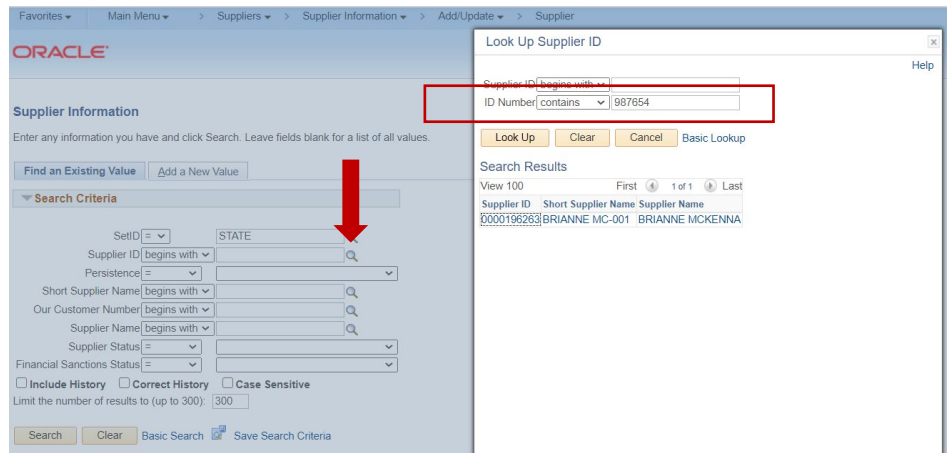 Favorites Main Menu > Suppliers > Supplier Information > Add/Update > Supplier
ORACLE
Supplier Information
Enter any information you have and click Search. Leave fields blank for a list of all values.
Find an Existing Value Add a New Value
Search Criteria
SetID = STATE
Supplier ID begins with
Persistence =
Short Supplier Name begins with
Our Customer Number begins with
Supplier Name begins with
Supplier Status =
Financial Sanctions Status =
Include History Correct History Case Sensitive
Limit the number of results to (up to 300): 300
Search Clear Basic Search Save Search Criteria
Look Up Supplier ID
Help
Supplier ID begins with
ID Number contains 987654
Look Up Clear Cancel Basic Lookup
Search Results
View 100 First 1 of 1 Last
Supplier ID Short Supplier Name Supplier Name
0000196263 BRIANNE MC-001 BRIANNE MCKENNA